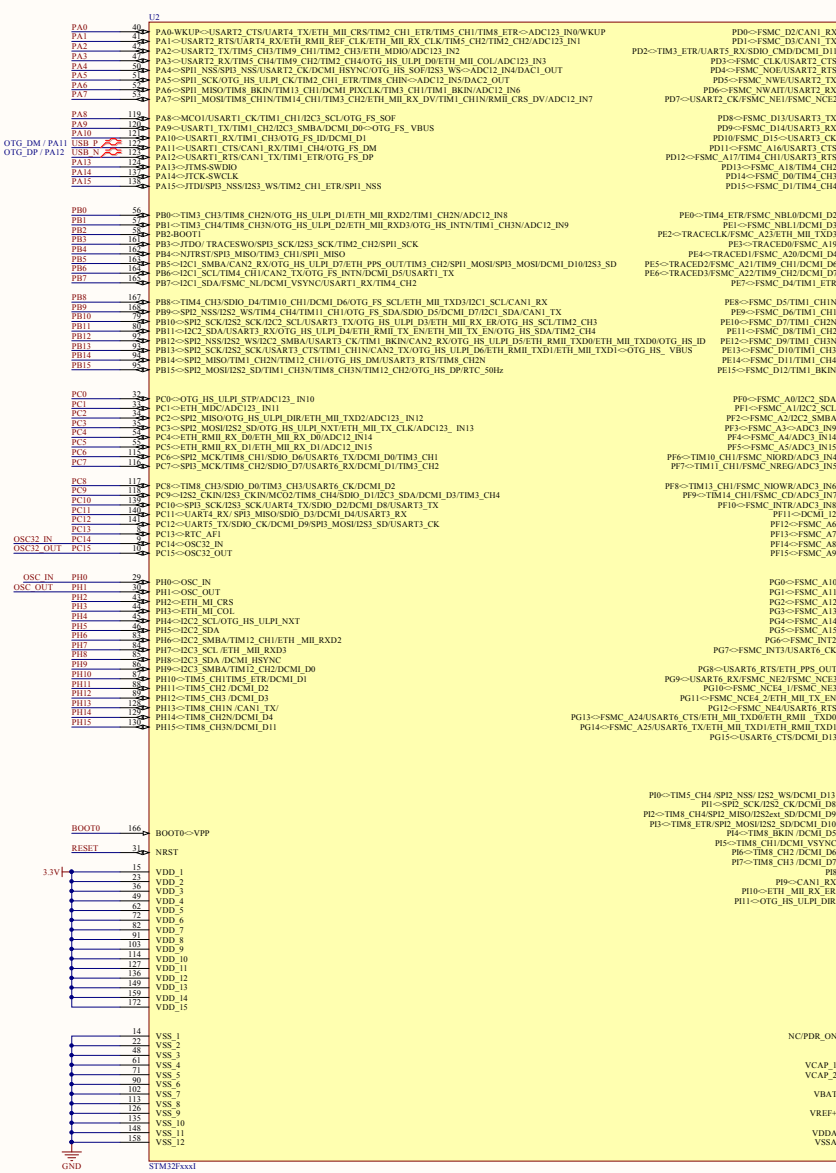 U2
PA0 40 PA0-WKUP<>USART2_CTS/UART4_TX/ETH_MII_CRS/TIM2_CH1_ETR/TIM5_CH1/TIM8_ETR<>ADC123_IN0/WKUP PD0<>FSMC_D2/CAN1_RX
PA1 41 PA1<>USART2_RTS/UART4_RX/ETH_RMII_REF_CLK/ETH_MII_RX_CLK/TIM5_CH2/TIM2_CH2/ADC123_IN1 PD1<>FSMC_D3/CAN1_TX
PA2 42 PA2<>USART2_TX/TIM5_CH3/TIM9_CH1/TIM2_CH3/ETH_MDIO/ADC123_IN2 PD2<>TIM3_ETR/UART5_RX/SDIO_CMD/DCMI_D11
PA3 47 PA3<>USART2_RX/TIM5_CH4/TIM9_CH2/TIM2_CH4/OTG_HS_ULPI_D0/ETH_MII_COL/ADC123_IN3 PD3<>FSMC_CLK/USART2_CTS
PA4 50 PA4<>SPI1_NSS/SPI3_NSS/USART2_CK/DCMI_HSYNC/OTG_HS_SOF/I2S3_WS<>ADC12_IN4/DAC1_OUT PD4<>FSMC_NOE/USART2_RTS
PA5 51 PA5<>SPI1_SCK/OTG_HS_ULPI_CK/TIM2_CH1_ETR/TIM8_CHIN<>ADC12_IN5/DAC2_OUT PD5<>FSMC_NWE/USART2_TX
PA6 52 PA6<>SPI1_MISO/TIM8_BKIN/TIM13_CH1/DCMI_PIXCLK/TIM3_CH1/TIM1_BKIN/ADC12_IN6 PD6<>FSMC_NWAIT/USART2_RX
PA7 53 PA7<>SPI1_MOSI/TIM8_CH1N/TIM14_CH1/TIM3_CH2/ETH_MII_RX_DV/TIM1_CH1N/RMII_CRS_DV/ADC12_IN7 PD7<>USART2_CK/FSMC_NE1/FSMC_NCE2
PA8 119 PA8<>MCO1/USART1_CK/TIM1_CH1/I2C3_SCL/OTG_FS_SOF PD8<>FSMC_D13/USART3_TX
PA9 120 PA9<>USART1_TX/TIM1_CH2/I2C3_SMBA/DCMI_D0<>OTG_FS_VBUS PD9<>FSMC_D14/USART3_RX
PA10 121 PA10<>USART1_RX/TIM1_CH3/OTG_FS_ID/DCMI_D1 PD10/FSMC_D15<>USART3_CK
OTG_DM / PA11 USB_P 122 PA11<>USART1_CTS/CAN1_RX/TIM1_CH4/OTG_FS_DM PD11<>FSMC_A16/USART3_CTS
OTG_DP / PA12 USB_N 123 PA12<>USART1_RTS/CAN1_TX/TIM1_ETR/OTG_FS_DP PD12<>FSMC_A17/TIM4_CH1/USART3_RTS
PA13 124 PA13<>JTMS-SWDIO PD13<>FSMC_A18/TIM4_CH2
PA14 137 PA14<>JTCK-SWCLK PD14<>FSMC_D0/TIM4_CH3
PA15 138 PA15<>JTDI/SPI3_NSS/I2S3_WS/TIM2_CH1_ETR/SPI1_NSS PD15<>FSMC_D1/TIM4_CH4
PB0 56 PB0<>TIM3_CH3/TIM8_CH2N/OTG_HS_ULPI_D1/ETH_MII_RXD2/TIM1_CH2N/ADC12_IN8 PE0<>TIM4_ETR/FSMC_NBL0/DCMI_D2
PB1 57 PB1<>TIM3_CH4/TIM8_CH3N/OTG_HS_ULPI_D2/ETH_MII_RXD3/OTG_HS_INTN/TIM1_CH3N/ADC12_IN9 PE1<>FSMC_NBL1/DCMI_D3
PB2 58 PB2-BOOT1 PE2<>TRACECLK/FSMC_A23/ETH_MII_TXD3
PB3 161 PB3<>JTDO/ TRACESWO/SPI3_SCK/I2S3_SCK/TIM2_CH2/SPI1_SCK PE3<>TRACED0/FSMC_A19
PB4 162 PB4<>NJTRST/SPI3_MISO/TIM3_CH1/SPI1_MISO PE4<>TRACED1/FSMC_A20/DCMI_D4
PB5 163 PB5<>I2C1_SMBA/CAN2_RX/OTG_HS_ULPI_D7/ETH_PPS_OUT/TIM3_CH2/SPI1_MOSI/SPI3_MOSI/DCMI_D10/I2S3_SD PE5<>TRACED2/FSMC_A21/TIM9_CH1/DCMI_D6
PB6 164 PB6<>I2C1_SCL/TIM4_CH1/CAN2_TX/OTG_FS_INTN/DCMI_D5/USART1_TX PE6<>TRACED3/FSMC_A22/TIM9_CH2/DCMI_D7
PB7 165 PB7<>I2C1_SDA/FSMC_NL/DCMI_VSYNC/USART1_RX/TIM4_CH2 PE7<>FSMC_D4/TIM1_ETR
PB8 167 PB8<>TIM4_CH3/SDIO_D4/TIM10_CH1/DCMI_D6/OTG_FS_SCL/ETH_MII_TXD3/I2C1_SCL/CAN1_RX PE8<>FSMC_D5/TIM1_CH1N
PB9 168 PB9<>SPI2_NSS/I2S2_WS/TIM4_CH4/TIM11_CH1/OTG_FS_SDA/SDIO_D5/DCMI_D7/I2C1_SDA/CAN1_TX PE9<>FSMC_D6/TIM1_CH1
PB10 79 PB10<>SPI2_SCK/I2S2_SCK/I2C2_SCL/USART3_TX/OTG_HS_ULPI_D3/ETH_MII_RX_ER/OTG_HS_SCL/TIM2_CH3 PE10<>FSMC_D7/TIM1_CH2N
PB11 80 PB11<>I2C2_SDA/USART3_RX/OTG_HS_ULPI_D4/ETH_RMII_TX_EN/ETH_MII_TX_EN/OTG_HS_SDA/TIM2_CH4 PE11<>FSMC_D8/TIM1_CH2
PB12 92 PB12<>SPI2_NSS/I2S2_WS/I2C2_SMBA/USART3_CK/TIM1_BKIN/CAN2_RX/OTG_HS_ULPI_D5/ETH_RMII_TXD0/ETH_MII_TXD0/OTG_HS_ID PE12<>FSMC_D9/TIM1_CH3N
PB13 93 PB13<>SPI2_SCK/I2S2_SCK/USART3_CTS/TIM1_CH1N/CAN2_TX/OTG_HS_ULPI_D6/ETH_RMII_TXD1/ETH_MII_TXD1<>OTG_HS_VBUS PE13<>FSMC_D10/TIM1_CH3
PB14 94 PB14<>SPI2_MISO/TIM1_CH2N/TIM12_CH1/OTG_HS_DM/USART3_RTS/TIM8_CH2N PE14<>FSMC_D11/TIM1_CH4
PB15 95 PB15<>SPI2_MOSI/I2S2_SD/TIM1_CH3N/TIM8_CH3N/TIM12_CH2/OTG_HS_DP/RTC_50Hz PE15<>FSMC_D12/TIM1_BKIN
PC0 32 PC0<>OTG_HS_ULPI_STP/ADC123_IN10 PF0<>FSMC_A0/I2C2_SDA
PC1 33 PC1<>ETH_MDC/ADC123_IN11 PF1<>FSMC_A1/I2C2_SCL
PC2 34 PC2<>SPI2_MISO/OTG_HS_ULPI_DIR/ETH_MII_TXD2/ADC123_IN12 PF2<>FSMC_A2/I2C2_SMBA
PC3 35 PC3<>SPI2_MOSI/I2S2_SD/OTG_HS_ULPI_NXT/ETH_MII_TX_CLK/ADC123_IN13 PF3<>FSMC_A3<>ADC3_IN9
PC4 54 PC4<>ETH_RMII_RX_D0/ETH_MII_RX_D0/ADC12_IN14 PF4<>FSMC_A4/ADC3_IN14
PC5 55 PC5<>ETH_RMII_RX_D1/ETH_MII_RX_D1/ADC12_IN15 PF5<>FSMC_A5/ADC3_IN15
PC6 115 PC6<>SPI2_MCK/TIM8_CH1/SDIO_D6/USART6_TX/DCMI_D0/TIM3_CH1 PF6<>TIM10_CH1/FSMC_NIORD/ADC3_IN4
PC7 116 PC7<>SPI3_MCK/TIM8_CH2/SDIO_D7/USART6_RX/DCMI_D1/TIM3_CH2 PF7<>TIM11_CH1/FSMC_NREG/ADC3_IN5
PC8 117 PC8<>TIM8_CH3/SDIO_D0/TIM3_CH3/USART6_CK/DCMI_D2 PF8<>TIM13_CH1/FSMC_NIOWR/ADC3_IN6
PC9 118 PC9<>I2S2_CKIN/I2S3_CKIN/MCO2/TIM8_CH4/SDIO_D1/I2C3_SDA/DCMI_D3/TIM3_CH4 PF9<>TIM14_CH1/FSMC_CD/ADC3_IN7
PC10 139 PC10<>SPI3_SCK/I2S3_SCK/UART4_TX/SDIO_D2/DCMI_D8/USART3_TX PF10<>FSMC_INTR/ADC3_IN8
PC11 140 PC11<>UART4_RX/ SPI3_MISO/SDIO_D3/DCMI_D4/USART3_RX PF11<>DCMI_12
PC12 141 PC12<>UART5_TX/SDIO_CK/DCMI_D9/SPI3_MOSI/I2S3_SD/USART3_CK PF12<>FSMC_A6
PC13 8 PC13<>RTC_AF1 PF13<>FSMC_A7
OSC32_IN PC14 9 PC14<>OSC32_IN PF14<>FSMC_A8
OSC32_OUT PC15 10 PC15<>OSC32_OUT PF15<>FSMC_A9
OSC_IN PH0 29 PH0<>OSC_IN PG0<>FSMC_A10
OSC_OUT PH1 30 PH1<>OSC_OUT PG1<>FSMC_A11
PH2 43 PH2<>ETH_MI_CRS PG2<>FSMC_A12
PH3 44 PH3<>ETH_MI_COL PG3<>FSMC_A13
PH4 45 PH4<>I2C2_SCL/OTG_HS_ULPI_NXT PG4<>FSMC_A14
PH5 46 PH5<>I2C2_SDA PG5<>FSMC_A15
PH6 83 PH6<>I2C2_SMBA/TIM12_CH1/ETH_MII_RXD2 PG6<>FSMC_INT2
PH7 84 PH7<>I2C3_SCL /ETH_MII_RXD3 PG7<>FSMC_INT3/USART6_CK
PH8 85 PH8<>I2C3_SDA /DCMI_HSYNC
PH9 86 PH9<>I2C3_SMBA/TIM12_CH2/DCMI_D0 PG8<>USART6_RTS/ETH_PPS_OUT
PH10 87 PH10<>TIM5_CH1TIM5_ETR/DCMI_D1 PG9<>USART6_RX/FSMC_NE2/FSMC_NCE3
PH11 88 PH11<>TIM5_CH2 /DCMI_D2 PG10<>FSMC_NCE4_1/FSMC_NE3
PH12 89 PH12<>TIM5_CH3 /DCMI_D3 PG11<>FSMC_NCE4_2/ETH_MII_TX_EN
PH13 128 PH13<>TIM8_CH1N /CAN1_TX/ PG12<>FSMC_NE4/USART6_RTS
PH14 129 PH14<>TIM8_CH2N/DCMI_D4 PG13<>FSMC_A24/USART6_CTS/ETH_MII_TXD0/ETH_RMII_TXD0
PH15 130 PH15<>TIM8_CH3N/DCMI_D11 PG14<>FSMC_A25/USART6_TX/ETH_MII_TXD1/ETH_RMII_TXD1
PG15<>USART6_CTS/DCMI_D13
PI0<>TIM5_CH4 /SPI2_NSS/ I2S2_WS/DCMI_D13
PI1<>SPI2_SCK/I2S2_CK/DCMI_D8
PI2<>TIM8_CH4/SPI2_MISO/I2S2ext_SD/DCMI_D9
PI3<>TIM8_ETR/SPI2_MOSI/I2S2_SD/DCMI_D10
BOOT0 166 BOOT0<>VPP PI4<>TIM8_BKIN /DCMI_D5
PI5<>TIM8_CH1/DCMI_VSYNC
RESET 31 NRST PI6<>TIM8_CH2 /DCMI_D6
PI7<>TIM8_CH3 /DCMI_D7
3.3V 15 VDD_1 PI8
23 VDD_2 PI9<>CAN1_RX
36 VDD_3 PI10<>ETH_MII_RX_ER
49 VDD_4 PI11<>OTG_HS_ULPI_DIR
62 VDD_5
72 VDD_6
82 VDD_7
91 VDD_8
103 VDD_9
114 VDD_10
127 VDD_11
136 VDD_12
149 VDD_13
159 VDD_14
172 VDD_15
14 VSS_1 NC/PDR_ON
22 VSS_2
48 VSS_3
61 VSS_4 VCAP_1
71 VSS_5 VCAP_2
90 VSS_6
102 VSS_7 VBAT
113 VSS_8
126 VSS_9 VREF+
135 VSS_10
148 VSS_11 VDDA
158 VSS_12 VSSA
GND STM32FxxxI